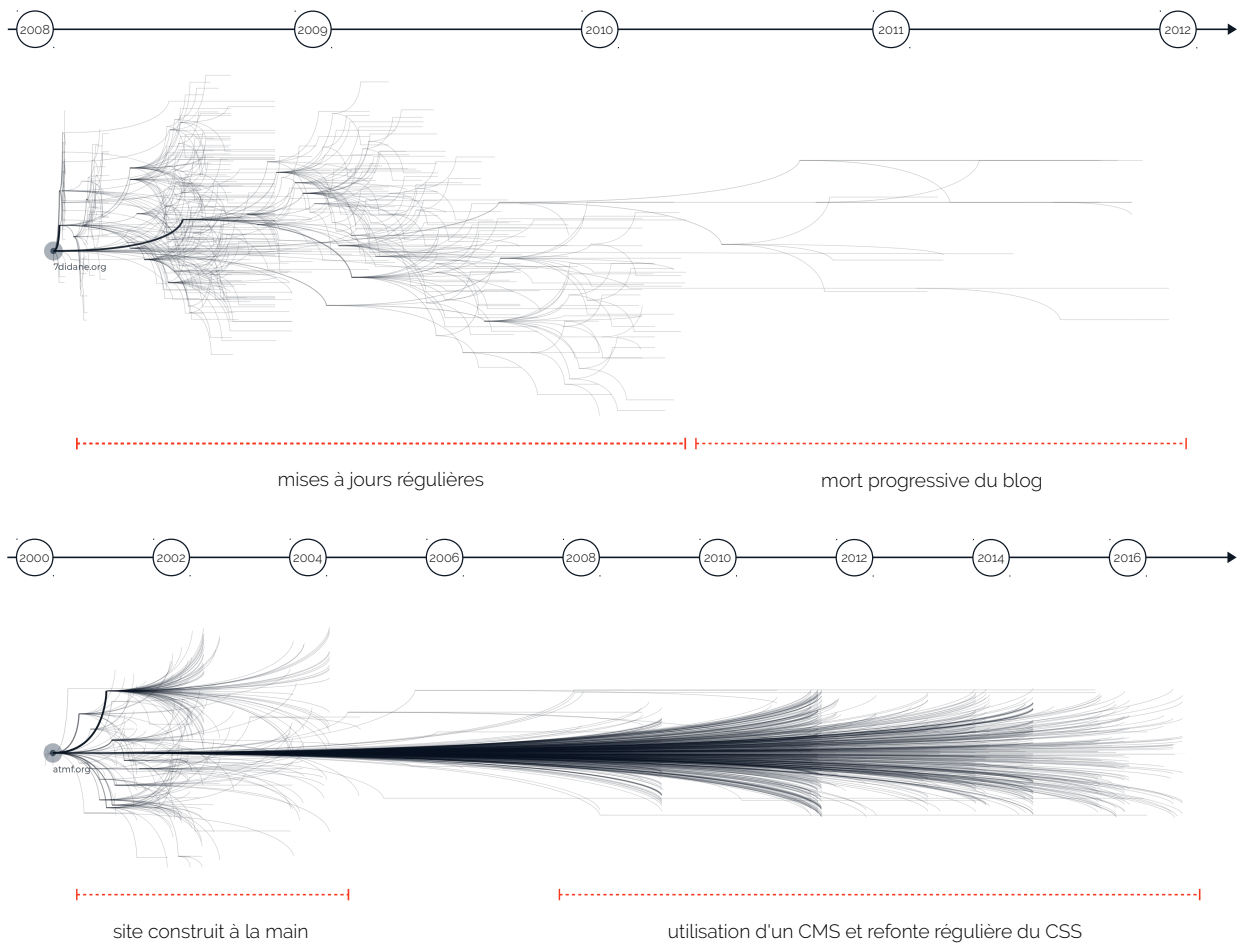 2008 2009 2010 2011 2012
7didane.org
mises à jours régulières mort progressive du blog
2000 2002 2004 2006 2008 2010 2012 2014 2016
atmf.org
site construit à la main utilisation d'un CMS et refonte régulière du CSS